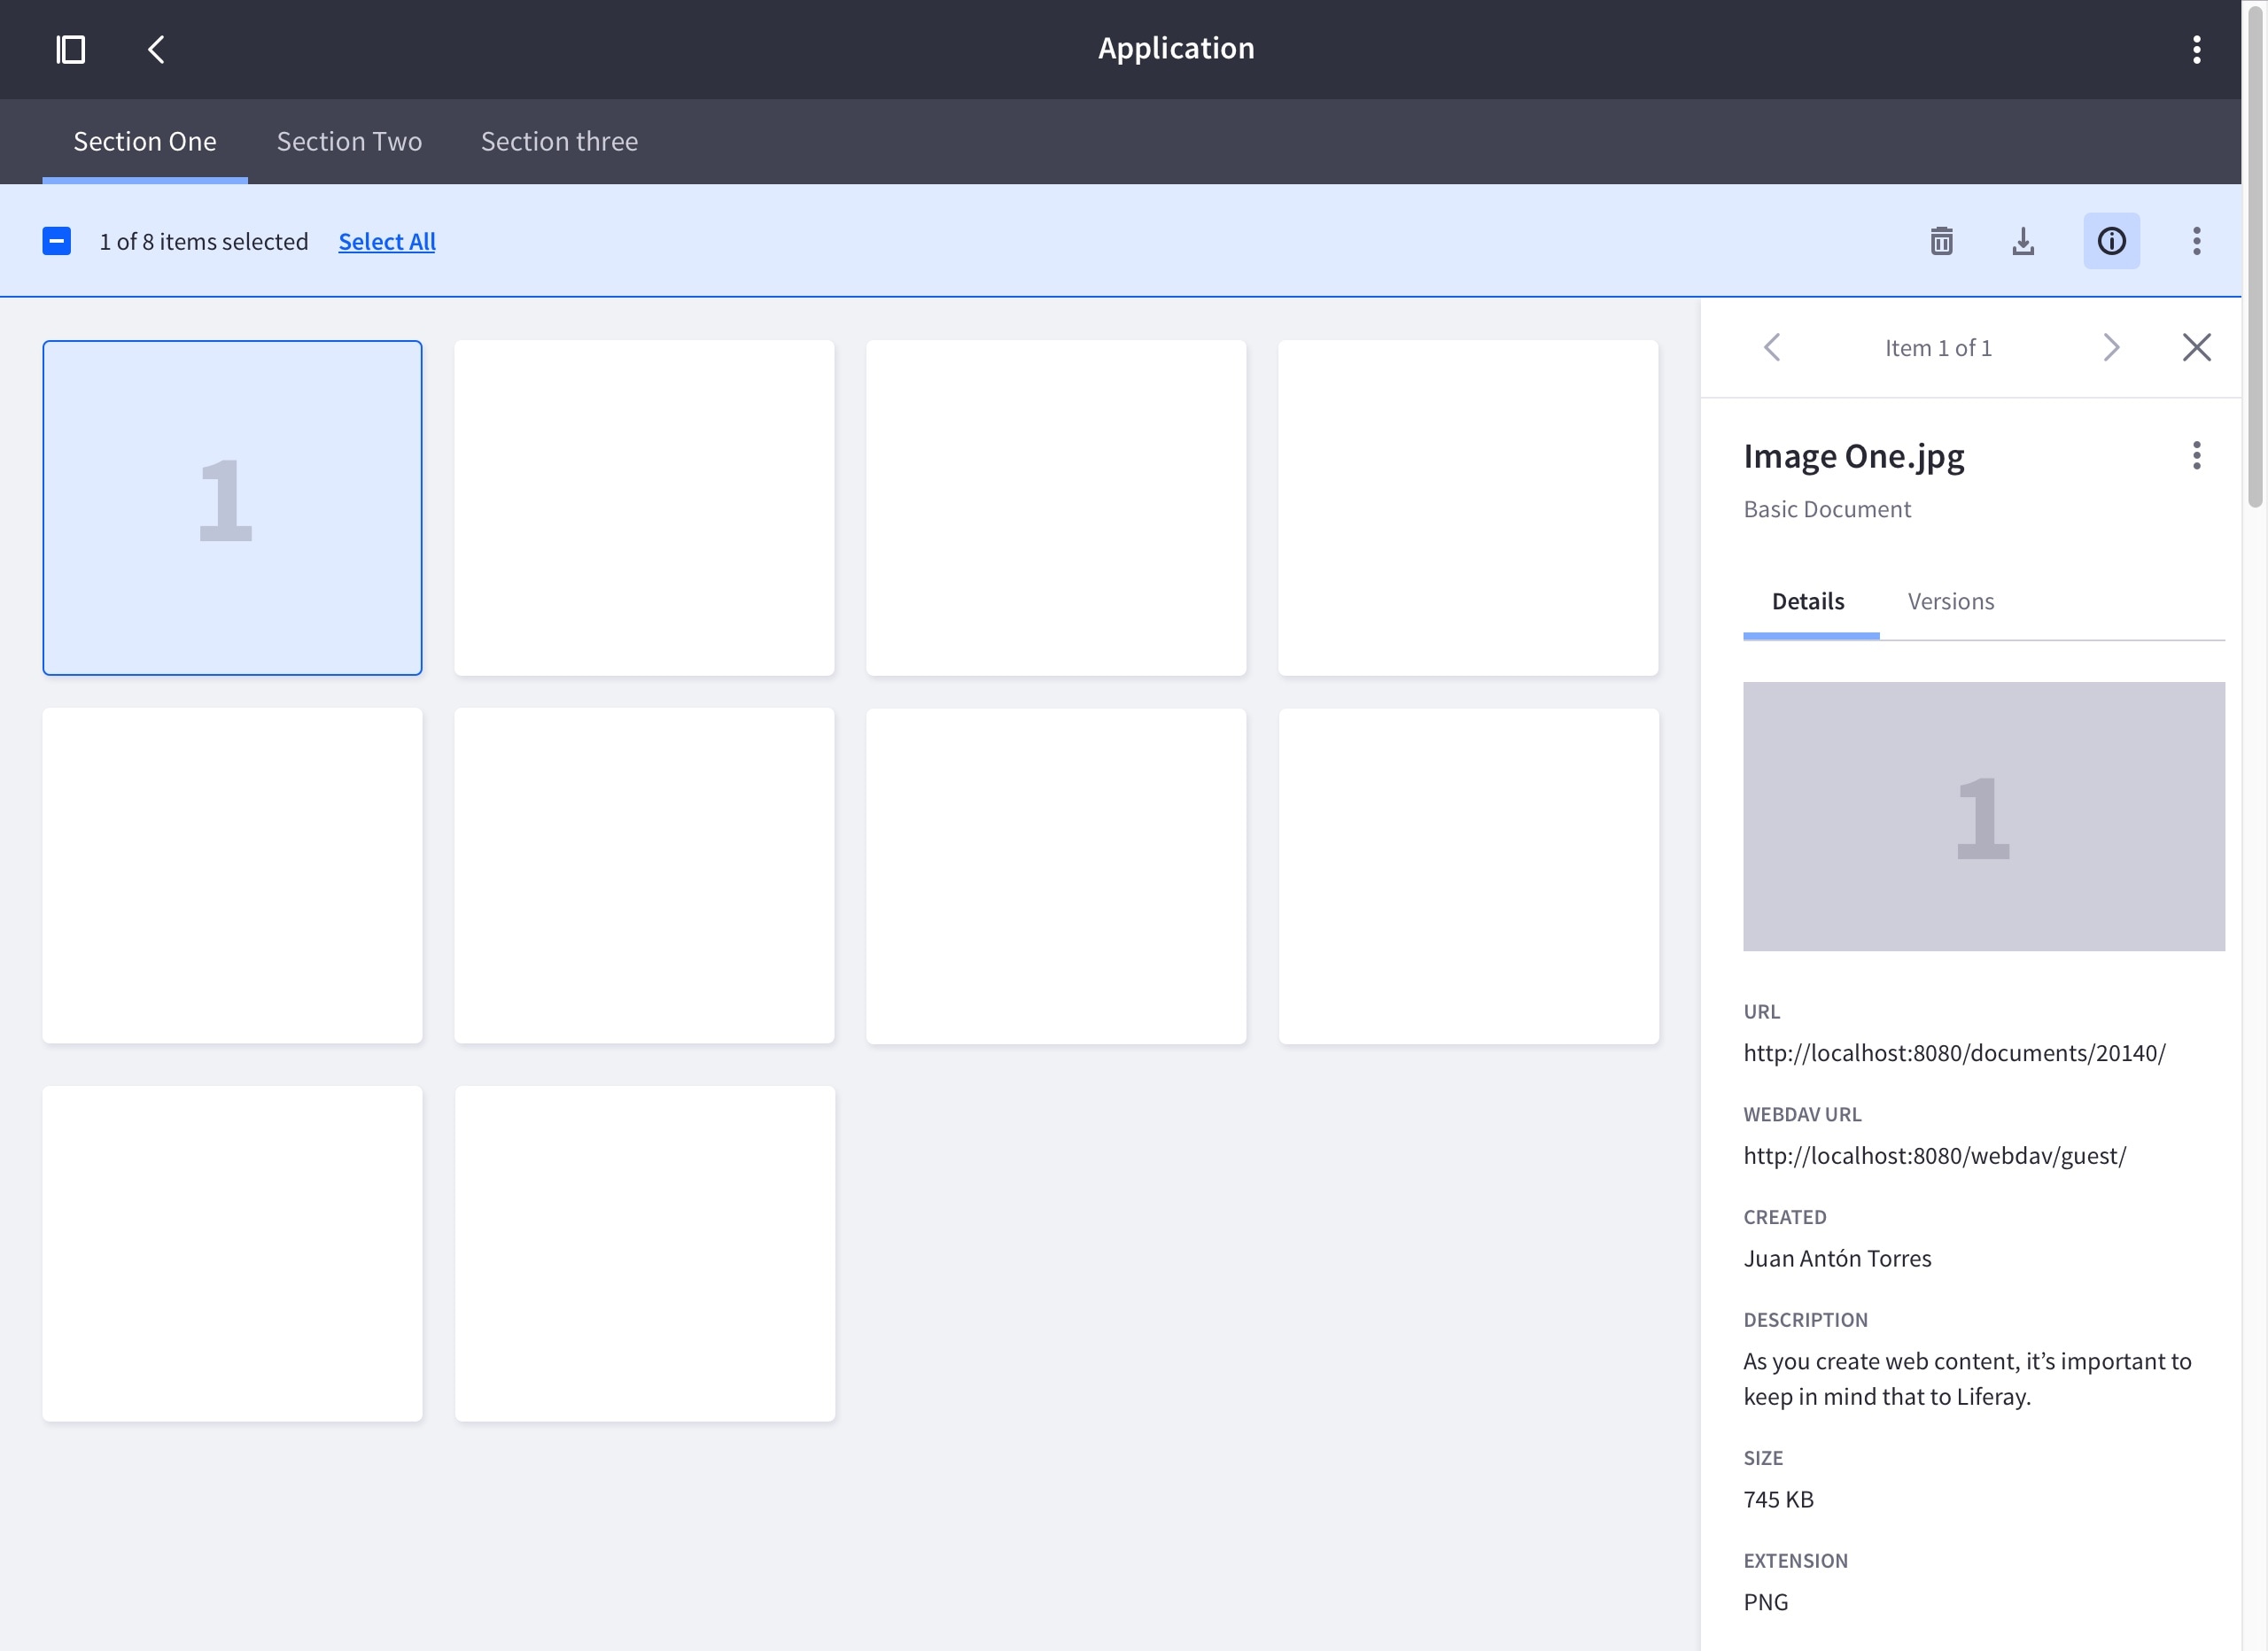 Application
Section One
Section Two
Section three
1 of 8 items selected
Select All
Item 1 of 1
1
Image One.jpg
Basic Document
Details
Versions
1
URL
http://localhost:8080/documents/20140/
WEBDAV URL
http://localhost:8080/webdav/guest/
CREATED
Juan Antón Torres
DESCRIPTION
As you create web content, it’s important to
keep in mind that to Liferay.
SIZE
745 KB
EXTENSION
PNG